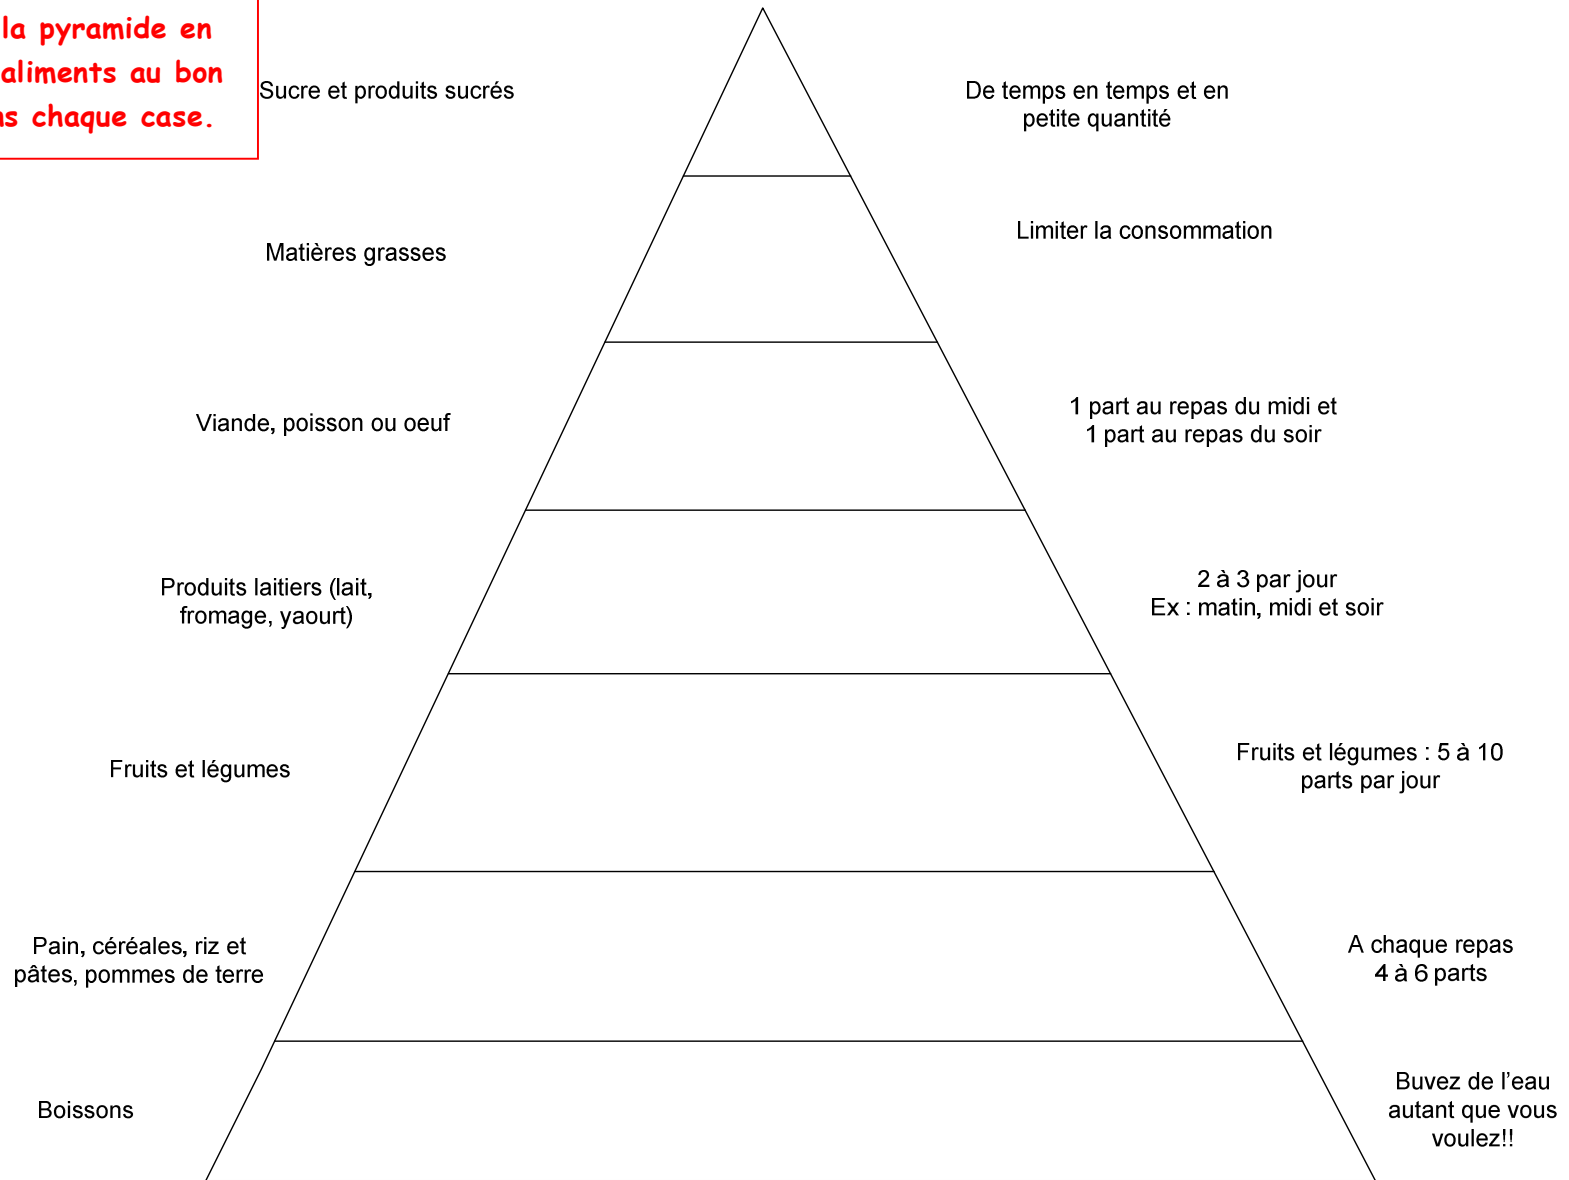 la pyramide en
aliments au bon
chaque case.
Sucre et produits sucrés
De temps en temps et en
petite quantité
Matières grasses
Limiter la consommation
Viande, poisson ou oeuf
1 part au repas du midi et
1 part au repas du soir
Produits laitiers (lait,
fromage, yaourt)
2 à 3 par jour
Ex : matin, midi et soir
Fruits et légumes
Fruits et légumes : 5 à 10
parts par jour
Pain, céréales, riz et
pâtes, pommes de terre
A chaque repas
4 à 6 parts
Boissons
Buvez de l’eau
autant que vous
voulez!!